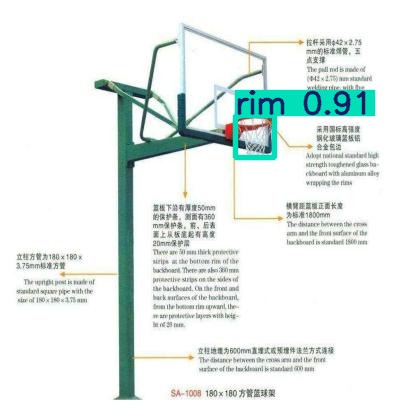 拉杆采用φ42×2.75
mm的标准焊管，五
点支撑
The pull rod is made of
(Φ42×2.75) mm standard
welding pipe, with five
rim 0.91
采用国标高强度
钢化玻璃篮板铝
合金包边
Adopt national standard high
strength toughened glass ba-
ckboard with aluminum alloy
wrapping the rims
篮板下沿有厚度50mm
的保护条，侧面有360
mm保护条，前、后表
面上从板底起有高度
20mm保护层
There are 50 mm thick protective
strips at the bottom rim of the
backboard. There are also 360 mm
protective strips on the sides of
the backboard. On the front and
back surfaces of the backboard,
from the bottom rim upward, the-
re are protective layers with heig-
ht of 20 mm.
横臂距篮板正面长度
为标准1800mm
The distance between the cross
arm and the front surface of the
backboard is standard 1800 mm
立柱方管为180×180×
3.75mm标准方管
The upright post is made of
standard square pipe with the
size of 180×180×3.75 mm
立柱地埋为600mm直埋式或预埋件法兰方式连接
The distance between the cross arm and the front
surface of the backboard is standard 600 mm
SA-1008 180×180方管篮球架